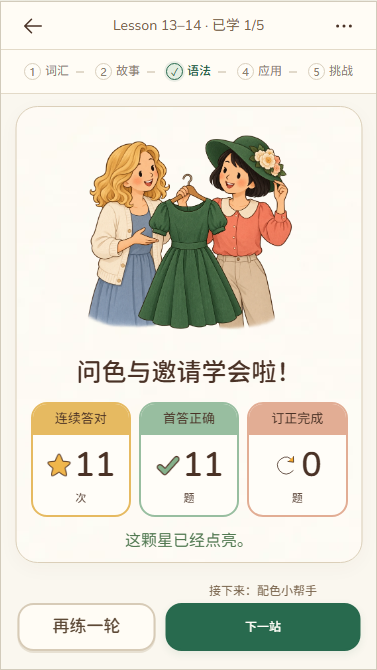 Lesson 13–14 · 已学 1/5
1 词汇 2 故事 语法 4 应用 5 挑战
问色与邀请学会啦!
连续答对 首答正确 订正完成
11 11 0
次 题 题
这颗星已经点亮。
接下来:配色小帮手
再练一轮 下一站